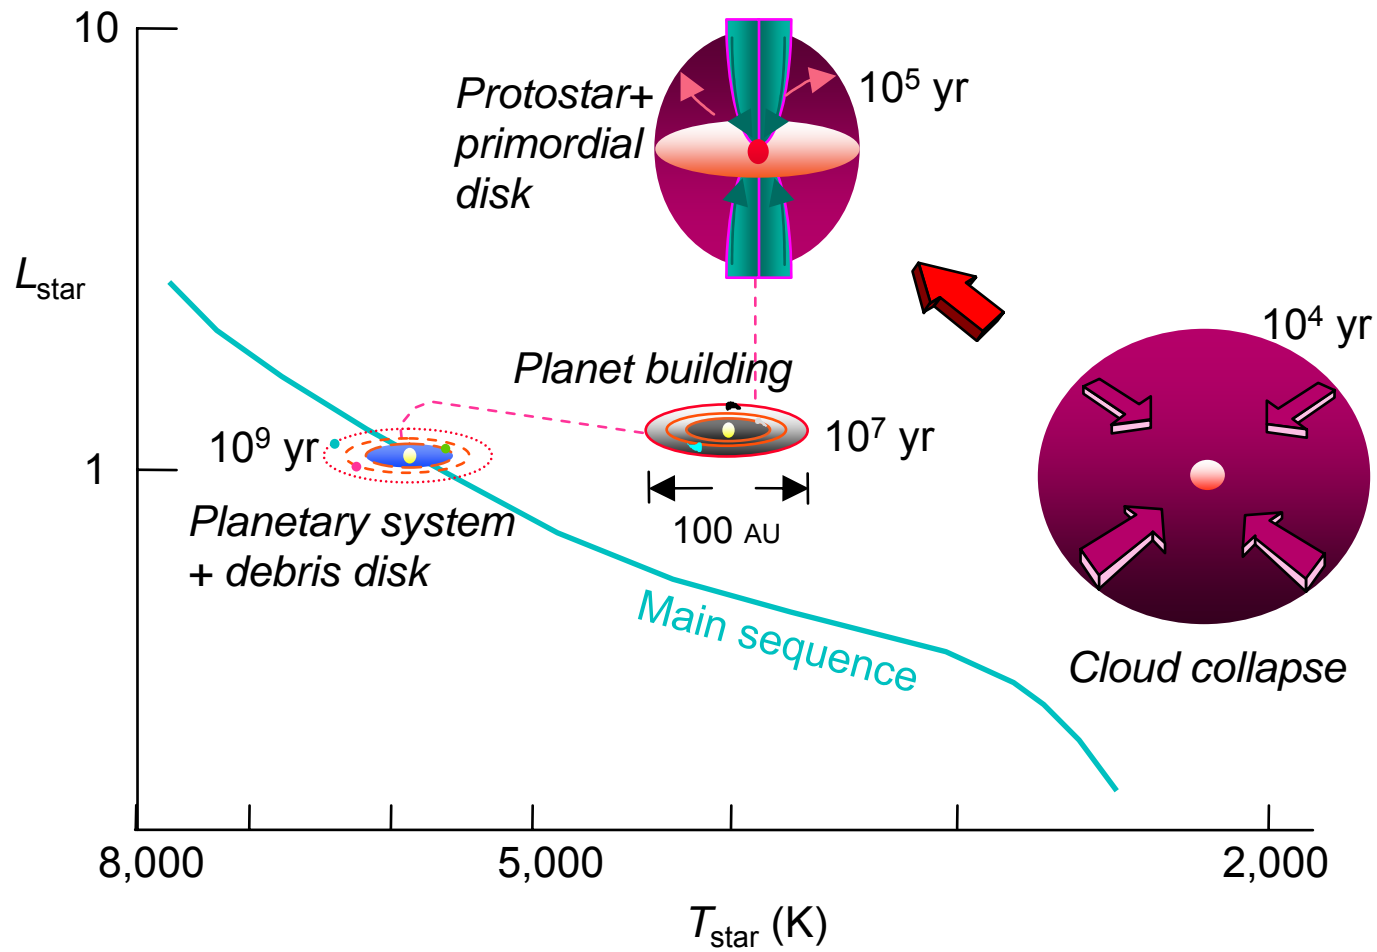 10
Protostar+
primordial
disk
10⁵ yr
L_star
10⁴ yr
Planet building
10⁹ yr
10⁷ yr
1
100 AU
Planetary system
+ debris disk
Main sequence
Cloud collapse
8,000
5,000
2,000
T_star (K)